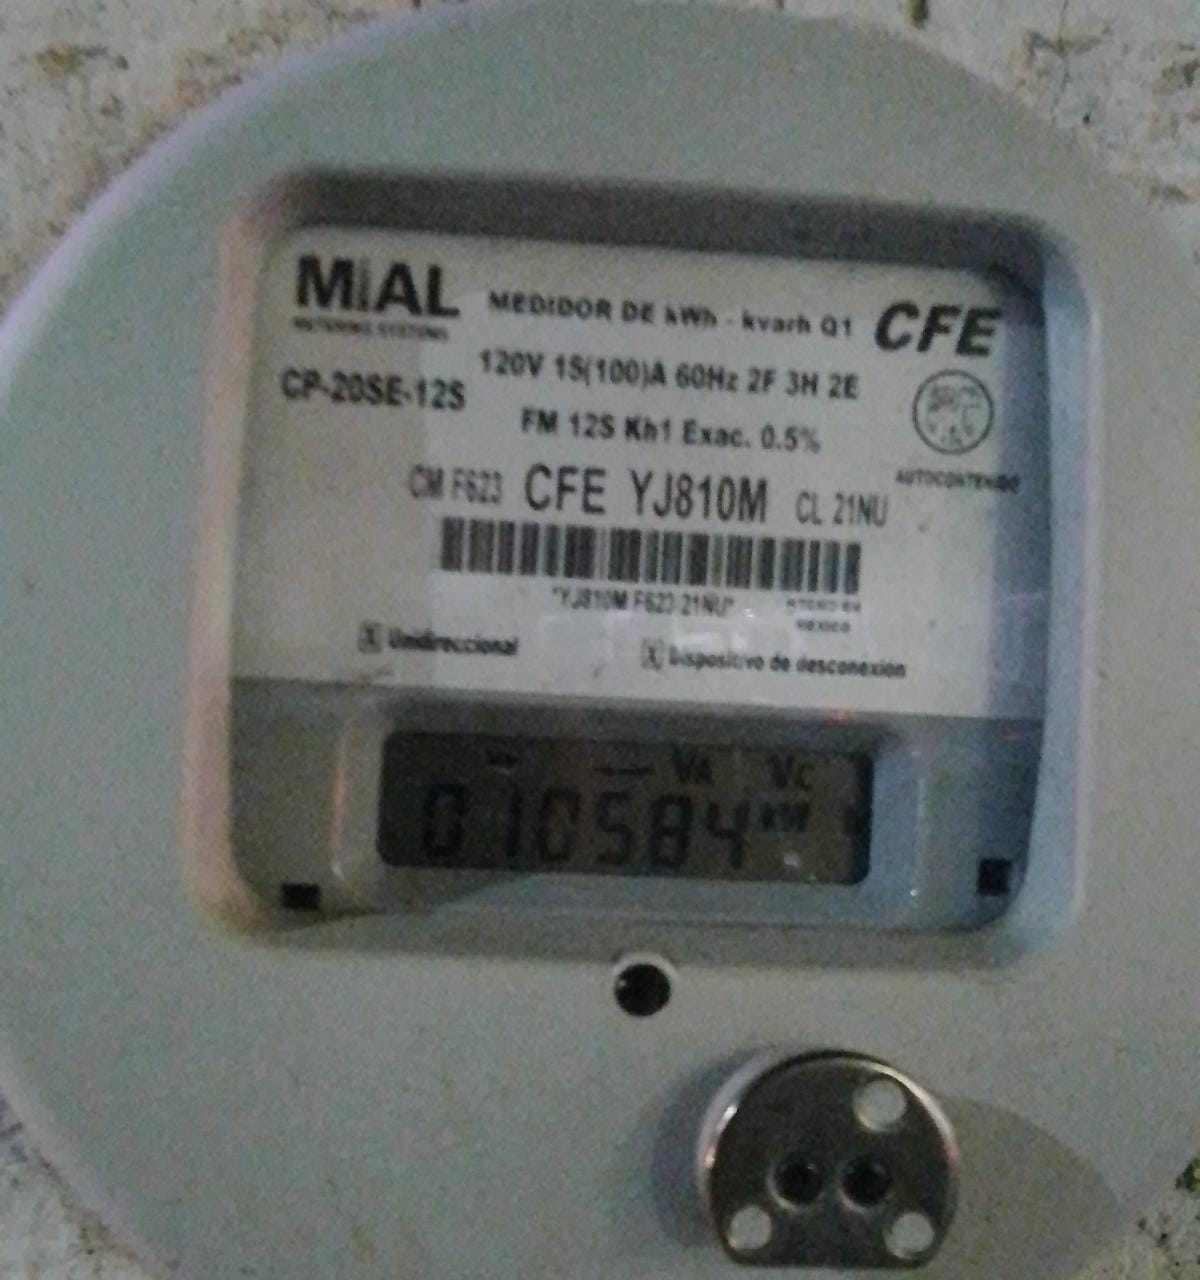 MiAL
METERING SYSTEMS
MEDIDOR DE kWh - kvarh Q1
CFE
120V 15(100)A 60Hz 2F 3H 2E
CP-20SE-12S
FM 12S Kh1 Exac. 0.5%
AUTOCONTENIDO
CM F623 CFE YJ810M CL 21NU
*YJ810M F623 21NU*
MEXICO
X Unidireccional
X Dispositivo de desconexion
VA VC
010584